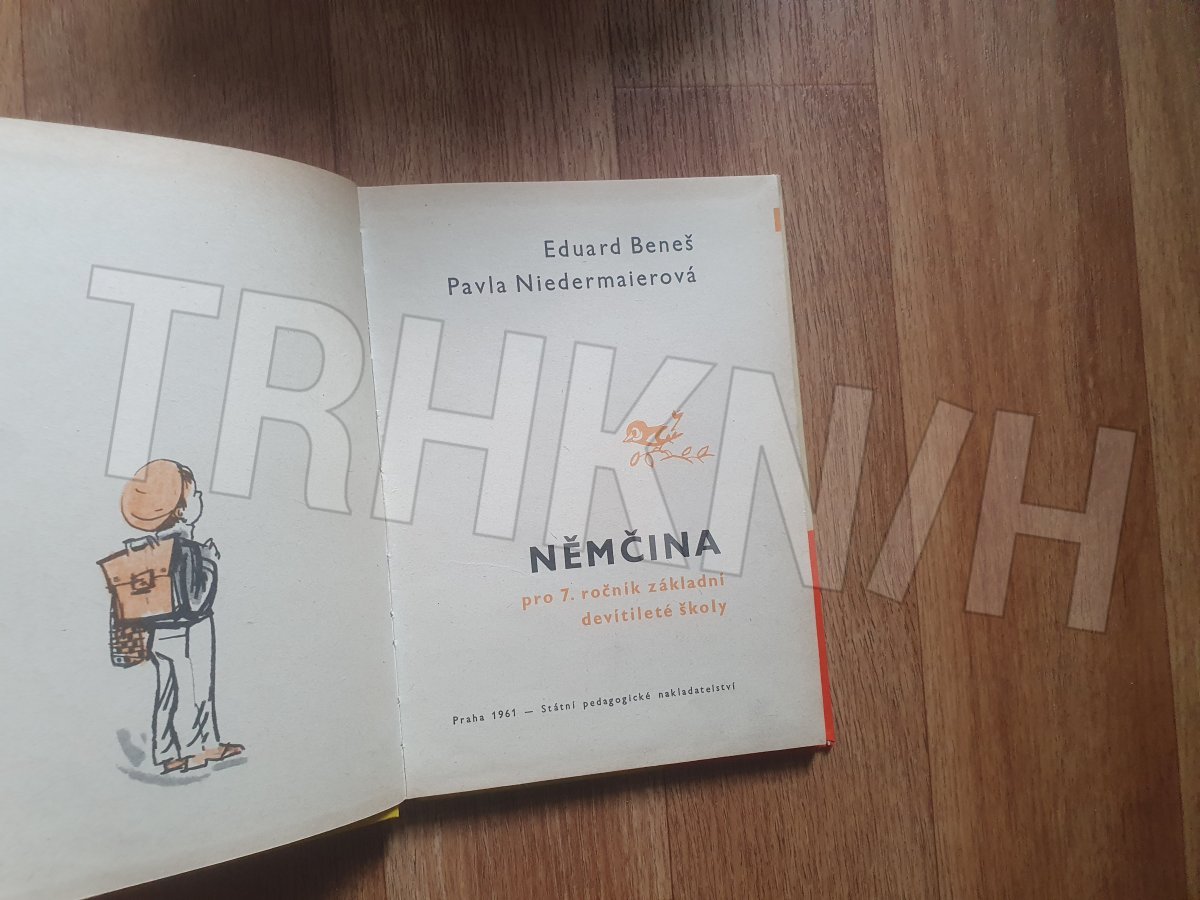 Eduard Beneš
Pavla Niedermaierová
NĚMČINA
pro 7. ročník základní
devítileté školy
Praha 1961 — Státní pedagogické nakladatelství
TRHKNIH